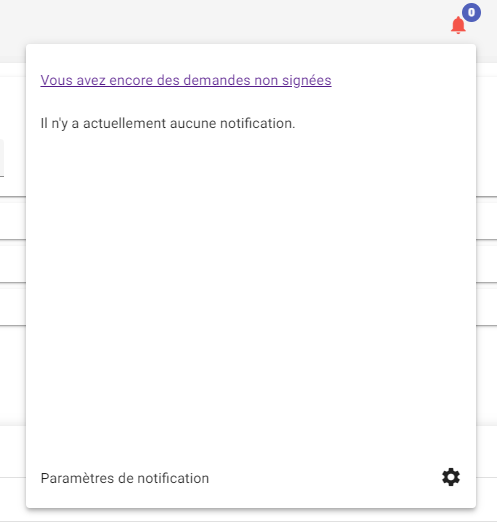 0
Vous avez encore des demandes non signées
Il n'y a actuellement aucune notification.
Paramètres de notification